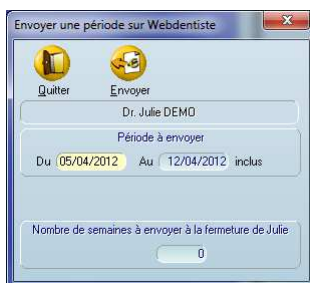 Envoyer une période sur Webdentiste
Quitter Envoyer
Dr. Julie DEMO
Période à envoyer
Du 05/04/2012 Au 12/04/2012 inclus
Nombre de semaines à envoyer à la fermeture de Julie
0